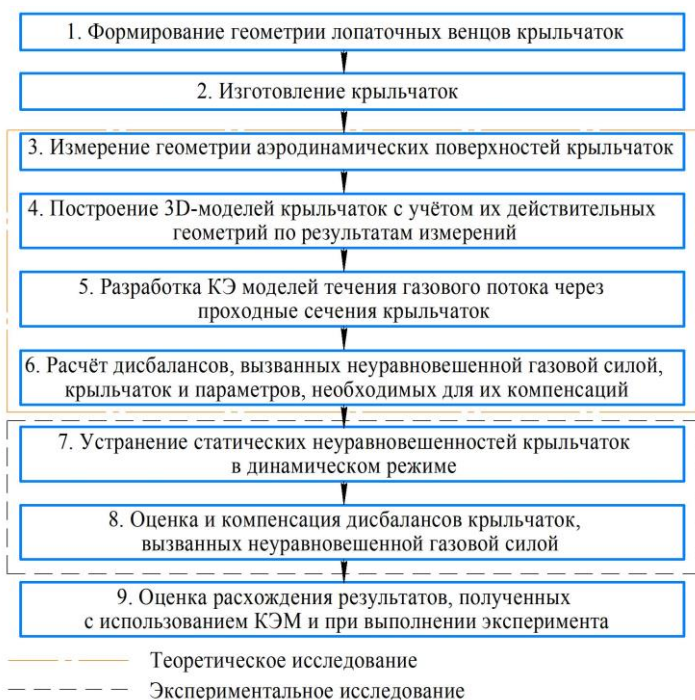 1. Формирование геометрии лопаточных венцов крыльчаток
2. Изготовление крыльчаток
3. Измерение геометрии аэродинамических поверхностей крыльчаток
4. Построение 3D-моделей крыльчаток с учётом их действительных
геометрий по результатам измерений
5. Разработка КЭ моделей течения газового потока через
проходные сечения крыльчаток
6. Расчёт дисбалансов, вызванных неуравновешенной газовой силой,
крыльчаток и параметров, необходимых для их компенсаций
7. Устранение статических неуравновешенностей крыльчаток
в динамическом режиме
8. Оценка и компенсация дисбалансов крыльчаток,
вызванных неуравновешенной газовой силой
9. Оценка расхождения результатов, полученных
с использованием КЭМ и при выполнении эксперимента
Теоретическое исследование
Экспериментальное исследование